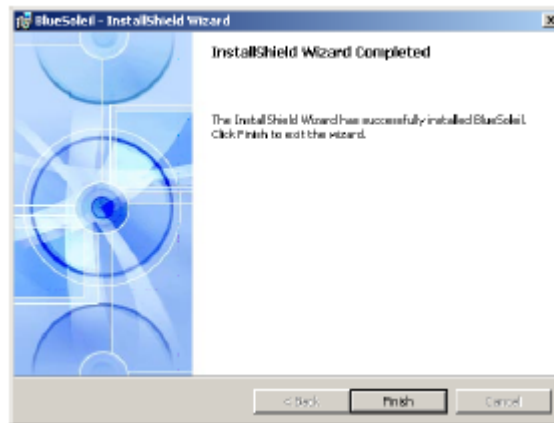 BlueSoleil - InstallShield Wizard
InstallShield Wizard Completed
The InstallShield Wizard has successfully installed BlueSoleil.
Click Finish to exit the wizard.
< Back
Finish
Cancel